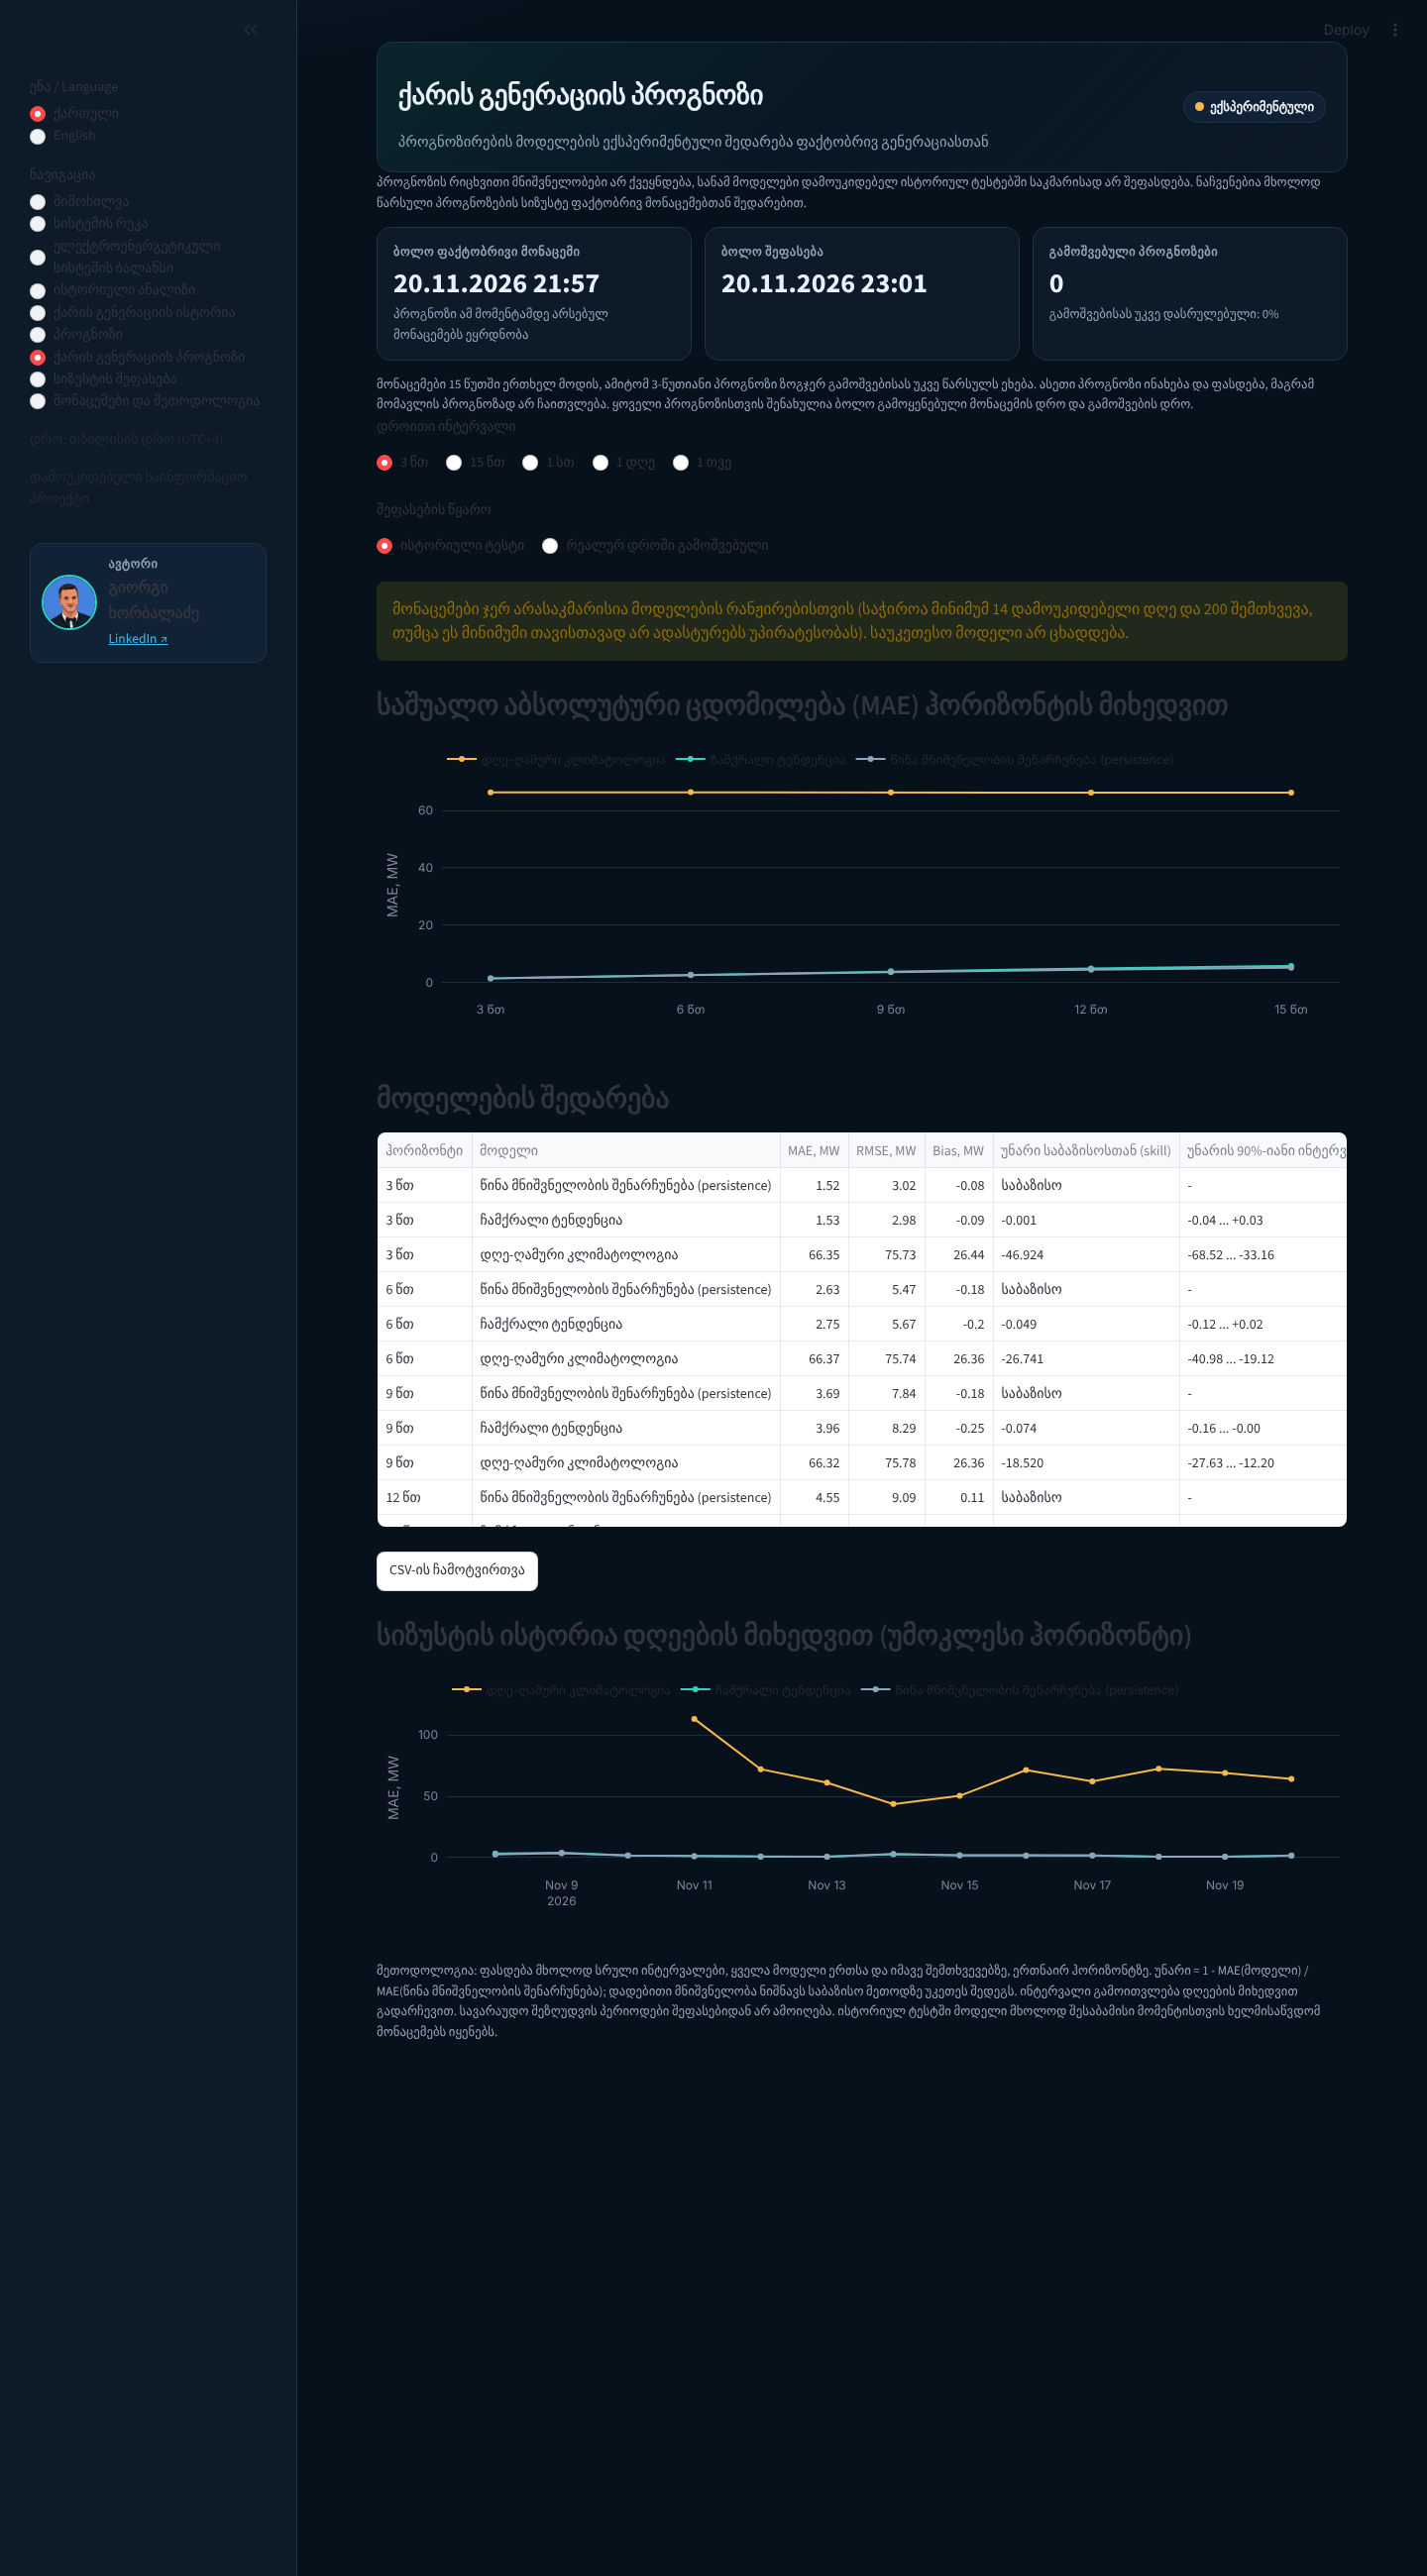 Deploy
ენა / Language
ქართული
English
ნავიგაცია
მიმოხილვა
სისტემის რუკა
ელექტროენერგეტიკული
სისტემის ბალანსი
ისტორიული ანალიზი
ქარის გენერაციის ისტორია
პროგნოზი
ქარის გენერაციის პროგნოზი
სიზუსტის შეფასება
მონაცემები და მეთოდოლოგია
დრო: თბილისის დრო (UTC+4)
დამოუკიდებელი საინფორმაციო
პროექტი
ავტორი
გიორგი
ხორბალაძე
LinkedIn ↗
ქარის გენერაციის პროგნოზი
ექსპერიმენტული
პროგნოზირების მოდელების ექსპერიმენტული შედარება ფაქტობრივ გენერაციასთან
პროგნოზის რიცხვითი მნიშვნელობები არ ქვეყნდება, სანამ მოდელები დამოუკიდებელ ისტორიულ ტესტებში საკმარისად არ შეფასდება. ნაჩვენებია მხოლოდ
წარსული პროგნოზების სიზუსტე ფაქტობრივ მონაცემებთან შედარებით.
ბოლო ფაქტობრივი მონაცემი
20.11.2026 21:57
პროგნოზი ამ მომენტამდე არსებულ
მონაცემებს ეყრდნობა
ბოლო შეფასება
20.11.2026 23:01
გამოშვებული პროგნოზები
0
გამოშვებისას უკვე დასრულებული: 0%
მონაცემები 15 წუთში ერთხელ მოდის, ამიტომ 3-წუთიანი პროგნოზი ზოგჯერ გამოშვებისას უკვე წარსულს ეხება. ასეთი პროგნოზი ინახება და ფასდება, მაგრამ
მომავლის პროგნოზად არ ჩაითვლება. ყოველი პროგნოზისთვის შენახულია ბოლო გამოყენებული მონაცემის დრო და გამოშვების დრო.
დროითი ინტერვალი
3 წთ 15 წთ 1 სთ 1 დღე 1 თვე
შეფასების წყარო
ისტორიული ტესტი რეალურ დროში გამოშვებული
მონაცემები ჯერ არასაკმარისია მოდელების რანჟირებისთვის (საჭიროა მინიმუმ 14 დამოუკიდებელი დღე და 200 შემთხვევა,
თუმცა ეს მინიმუმი თავისთავად არ ადასტურებს უპირატესობას). საუკეთესო მოდელი არ ცხადდება.
საშუალო აბსოლუტური ცდომილება (MAE) ჰორიზონტის მიხედვით
დღე-ღამური კლიმატოლოგია ჩამქრალი ტენდენცია წინა მნიშვნელობის შენარჩუნება (persistence)
60
40
20
0
MAE, MW
3 წთ 6 წთ 9 წთ 12 წთ 15 წთ
მოდელების შედარება
ჰორიზონტი მოდელი MAE, MW RMSE, MW Bias, MW უნარი საბაზისოსთან (skill) უნარის 90%-იანი ინტერვ
3 წთ წინა მნიშვნელობის შენარჩუნება (persistence) 1.52 3.02 -0.08 საბაზისო -
3 წთ ჩამქრალი ტენდენცია 1.53 2.98 -0.09 -0.001 -0.04 ... +0.03
3 წთ დღე-ღამური კლიმატოლოგია 66.35 75.73 26.44 -46.924 -68.52 ... -33.16
6 წთ წინა მნიშვნელობის შენარჩუნება (persistence) 2.63 5.47 -0.18 საბაზისო -
6 წთ ჩამქრალი ტენდენცია 2.75 5.67 -0.2 -0.049 -0.12 ... +0.02
6 წთ დღე-ღამური კლიმატოლოგია 66.37 75.74 26.36 -26.741 -40.98 ... -19.12
9 წთ წინა მნიშვნელობის შენარჩუნება (persistence) 3.69 7.84 -0.18 საბაზისო -
9 წთ ჩამქრალი ტენდენცია 3.96 8.29 -0.25 -0.074 -0.16 ... -0.00
9 წთ დღე-ღამური კლიმატოლოგია 66.32 75.78 26.36 -18.520 -27.63 ... -12.20
12 წთ წინა მნიშვნელობის შენარჩუნება (persistence) 4.55 9.09 0.11 საბაზისო -
CSV-ის ჩამოტვირთვა
სიზუსტის ისტორია დღეების მიხედვით (უმოკლესი ჰორიზონტი)
დღე-ღამური კლიმატოლოგია ჩამქრალი ტენდენცია წინა მნიშვნელობის შენარჩუნება (persistence)
100
50
0
MAE, MW
Nov 9 Nov 11 Nov 13 Nov 15 Nov 17 Nov 19
2026
მეთოდოლოგია: ფასდება მხოლოდ სრული ინტერვალები, ყველა მოდელი ერთსა და იმავე შემთხვევებზე, ერთნაირ ჰორიზონტზე. უნარი = 1 - MAE(მოდელი) /
MAE(წინა მნიშვნელობის შენარჩუნება); დადებითი მნიშვნელობა ნიშნავს საბაზისო მეთოდზე უკეთეს შედეგს. ინტერვალი გამოითვლება დღეების მიხედვით
გადარჩევით. სავარაუდო შეზღუდვის პერიოდები შეფასებიდან არ ამოიღება. ისტორიულ ტესტში მოდელი მხოლოდ შესაბამისი მომენტისთვის ხელმისაწვდომ
მონაცემებს იყენებს.